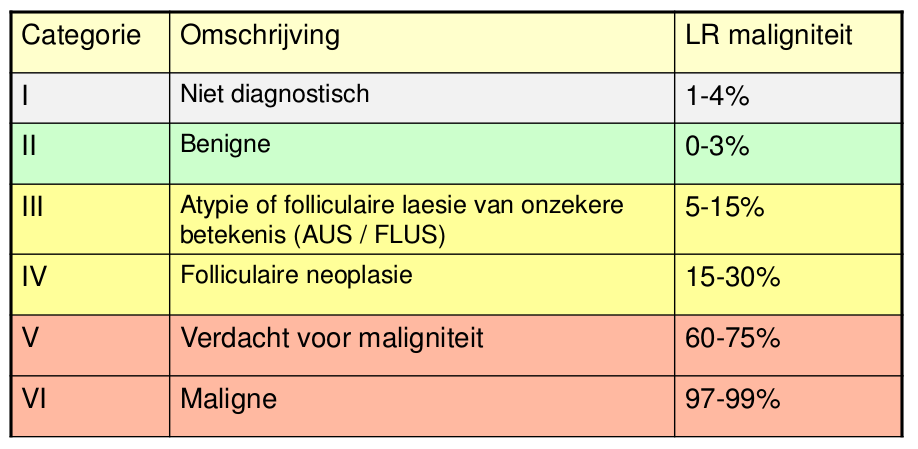 Categorie Omschrijving LR maligniteit
I Niet diagnostisch 1-4%
II Benigne 0-3%
III Atypie of folliculaire laesie van onzekere 5-15%
betekenis (AUS / FLUS)
IV Folliculaire neoplasie 15-30%
V Verdacht voor maligniteit 60-75%
VI Maligne 97-99%